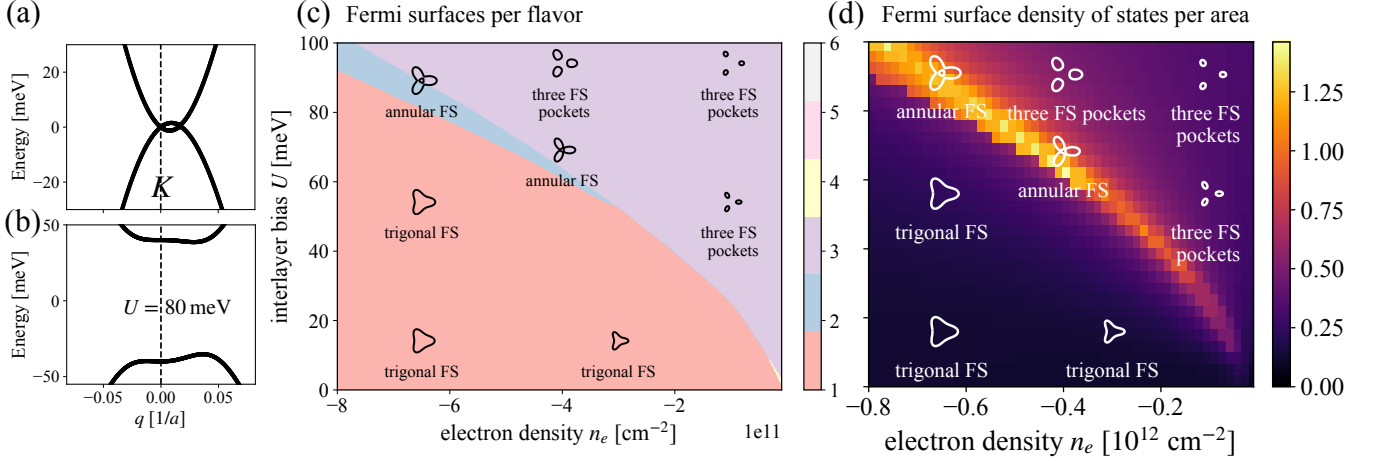 (a)
Energy [meV]
20
0
−20
K
(b)
Energy [meV]
50
0
−50
U = 80 meV
−0.05
0.00
0.05
q [1/a]
(c) Fermi surfaces per flavor
interlayer bias U [meV]
100
80
60
40
20
0
annular FS
three FS
pockets
three FS
pockets
annular FS
trigonal FS
three FS
pockets
trigonal FS
trigonal FS
−8
−6
−4
−2
1e11
electron density nₑ [cm⁻²]
6
5
4
3
2
1
(d) Fermi surface density of states per area
annular FS
three FS pockets
three FS
pockets
annular FS
trigonal FS
three FS
pockets
trigonal FS
trigonal FS
−0.8
−0.6
−0.4
−0.2
electron density nₑ [10¹² cm⁻²]
1.25
1.00
0.75
0.50
0.25
0.00